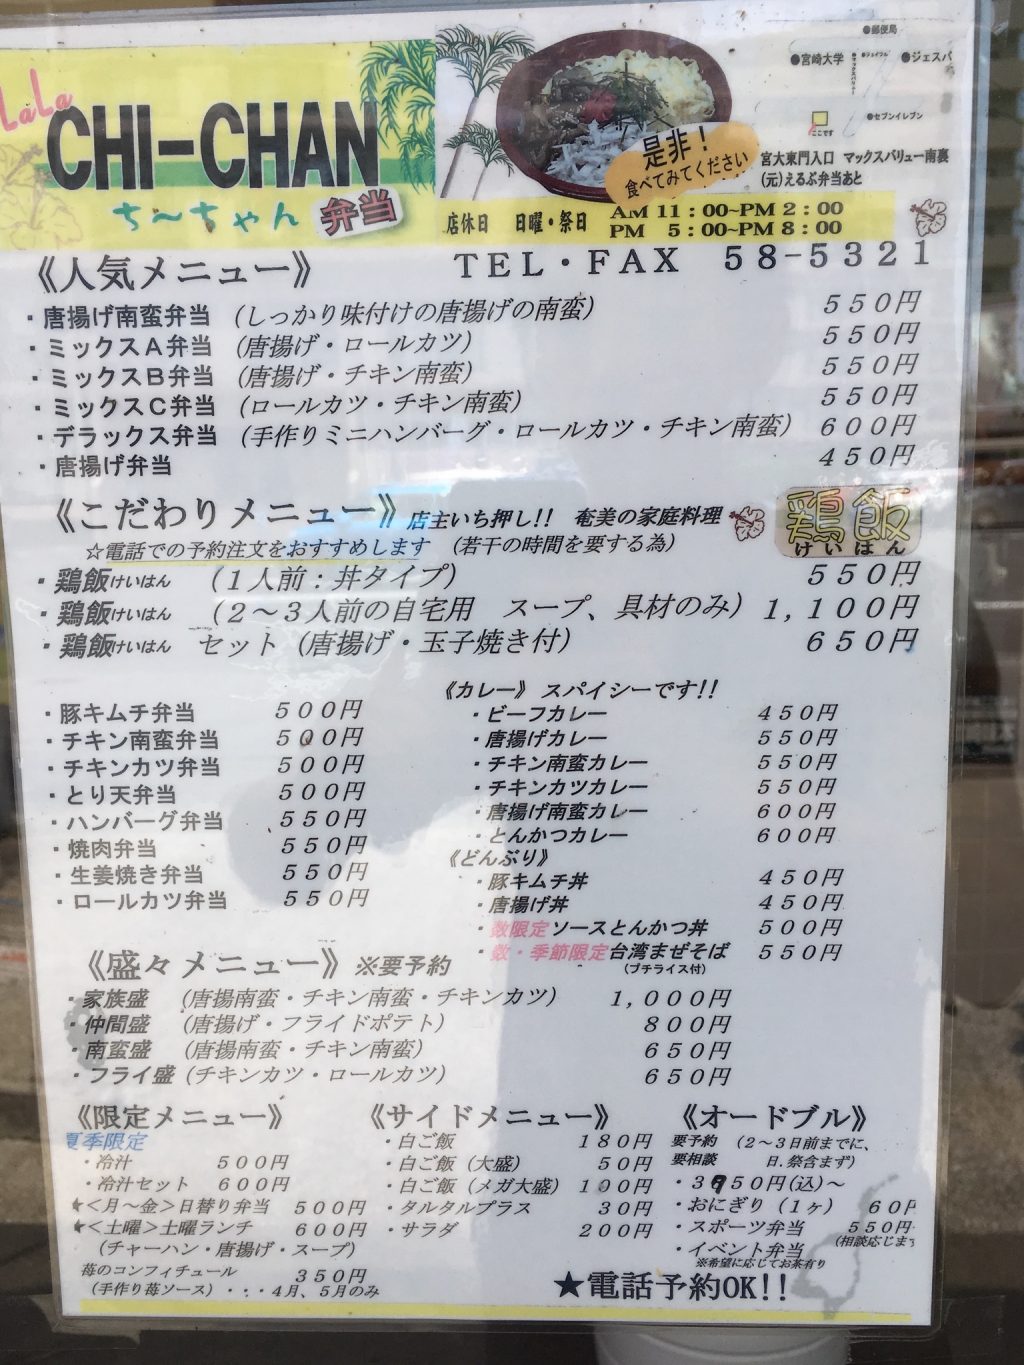 LaLa
CHI-CHAN
ち〜ちゃん 弁当
是非！
食べてみてください
●郵便局
●宮崎大学
●ジェスパ
●セブンイレブン
ここです
宮大東門入口 マックスバリュー南裏
(元)えるぷ弁当あと
店休日 日曜・祭日 AM 11：00~PM 2：00
PM 5：00~PM 8：00
TEL・FAX 58-5321
《人気メニュー》
・唐揚げ南蛮弁当 (しっかり味付けの唐揚げの南蛮) 550円
・ミックスA弁当 (唐揚げ・ロールカツ) 550円
・ミックスB弁当 (唐揚げ・チキン南蛮) 550円
・ミックスC弁当 (ロールカツ・チキン南蛮) 550円
・デラックス弁当 (手作りミニハンバーグ・ロールカツ・チキン南蛮) 600円
・唐揚げ弁当 450円
《こだわりメニュー》店主いち押し!! 奄美の家庭料理
鶏飯
けいはん
☆電話での予約注文をおすすめします (若干の時間を要する為)
・鶏飯けいはん (1人前：丼タイプ) 550円
・鶏飯けいはん (2〜3人前の自宅用 スープ、具材のみ) 1,100円
・鶏飯けいはん セット (唐揚げ・玉子焼き付) 650円
・豚キムチ弁当 500円
・チキン南蛮弁当 500円
・チキンカツ弁当 500円
・とり天弁当 500円
・ハンバーグ弁当 550円
・焼肉弁当 550円
・生姜焼き弁当 550円
・ロールカツ弁当 550円
《カレー》 スパイシーです!!
・ビーフカレー 450円
・唐揚げカレー 550円
・チキン南蛮カレー 550円
・チキンカツカレー 550円
・唐揚げ南蛮カレー 600円
・とんかつカレー 600円
《どんぶり》
・豚キムチ丼 450円
・唐揚げ丼 450円
・数限定ソースとんかつ丼 500円
・数・季節限定台湾まぜそば 550円
(プチライス付)
《盛々メニュー》※要予約
・家族盛 (唐揚南蛮・チキン南蛮・チキンカツ) 1,000円
・仲間盛 (唐揚げ・フライドポテト) 800円
・南蛮盛 (唐揚南蛮・チキン南蛮) 650円
・フライ盛 (チキンカツ・ロールカツ) 650円
《限定メニュー》
夏季限定
・冷汁 500円
・冷汁セット 600円
★＜月〜金＞日替り弁当 500円
★＜土曜＞土曜ランチ 600円
(チャーハン・唐揚げ・スープ)
苺のコンフィチュール 350円
(手作り苺ソース)・・・4月、5月のみ
《サイドメニュー》
・白ご飯 180円
・白ご飯 (大盛) 50円
・白ご飯 (メガ大盛) 100円
・タルタルプラス 30円
・サラダ 200円
《オードブル》
要予約 (2〜3日前までに、
要相談 日.祭含まず)
・3950円(込)〜
・おにぎり (1ヶ) 60円
・スポーツ弁当 550円
(相談応じます
・イベント弁当
※希望に応じてお茶有り
★電話予約OK!!